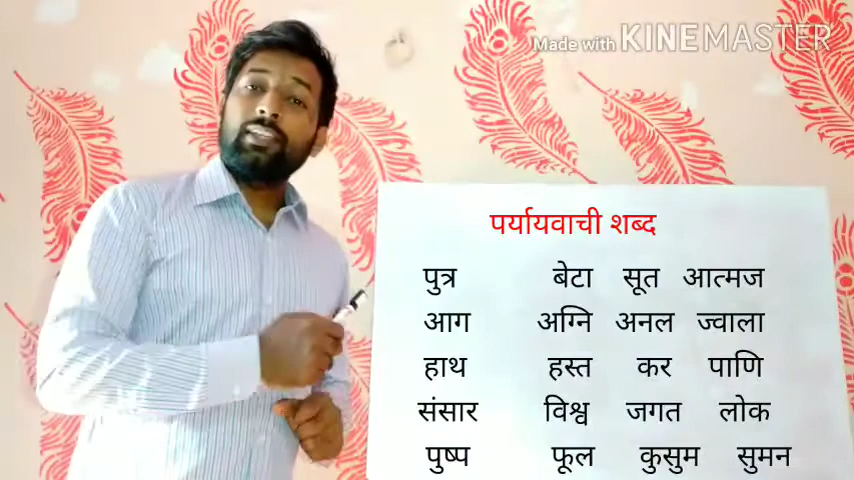 Made with KINEMASTER
पर्यायवाची शब्द
पुत्र बेटा सूत आत्मज
आग अग्नि अनल ज्वाला
हाथ हस्त कर पाणि
संसार विश्व जगत लोक
पुष्प फूल कुसुम सुमन